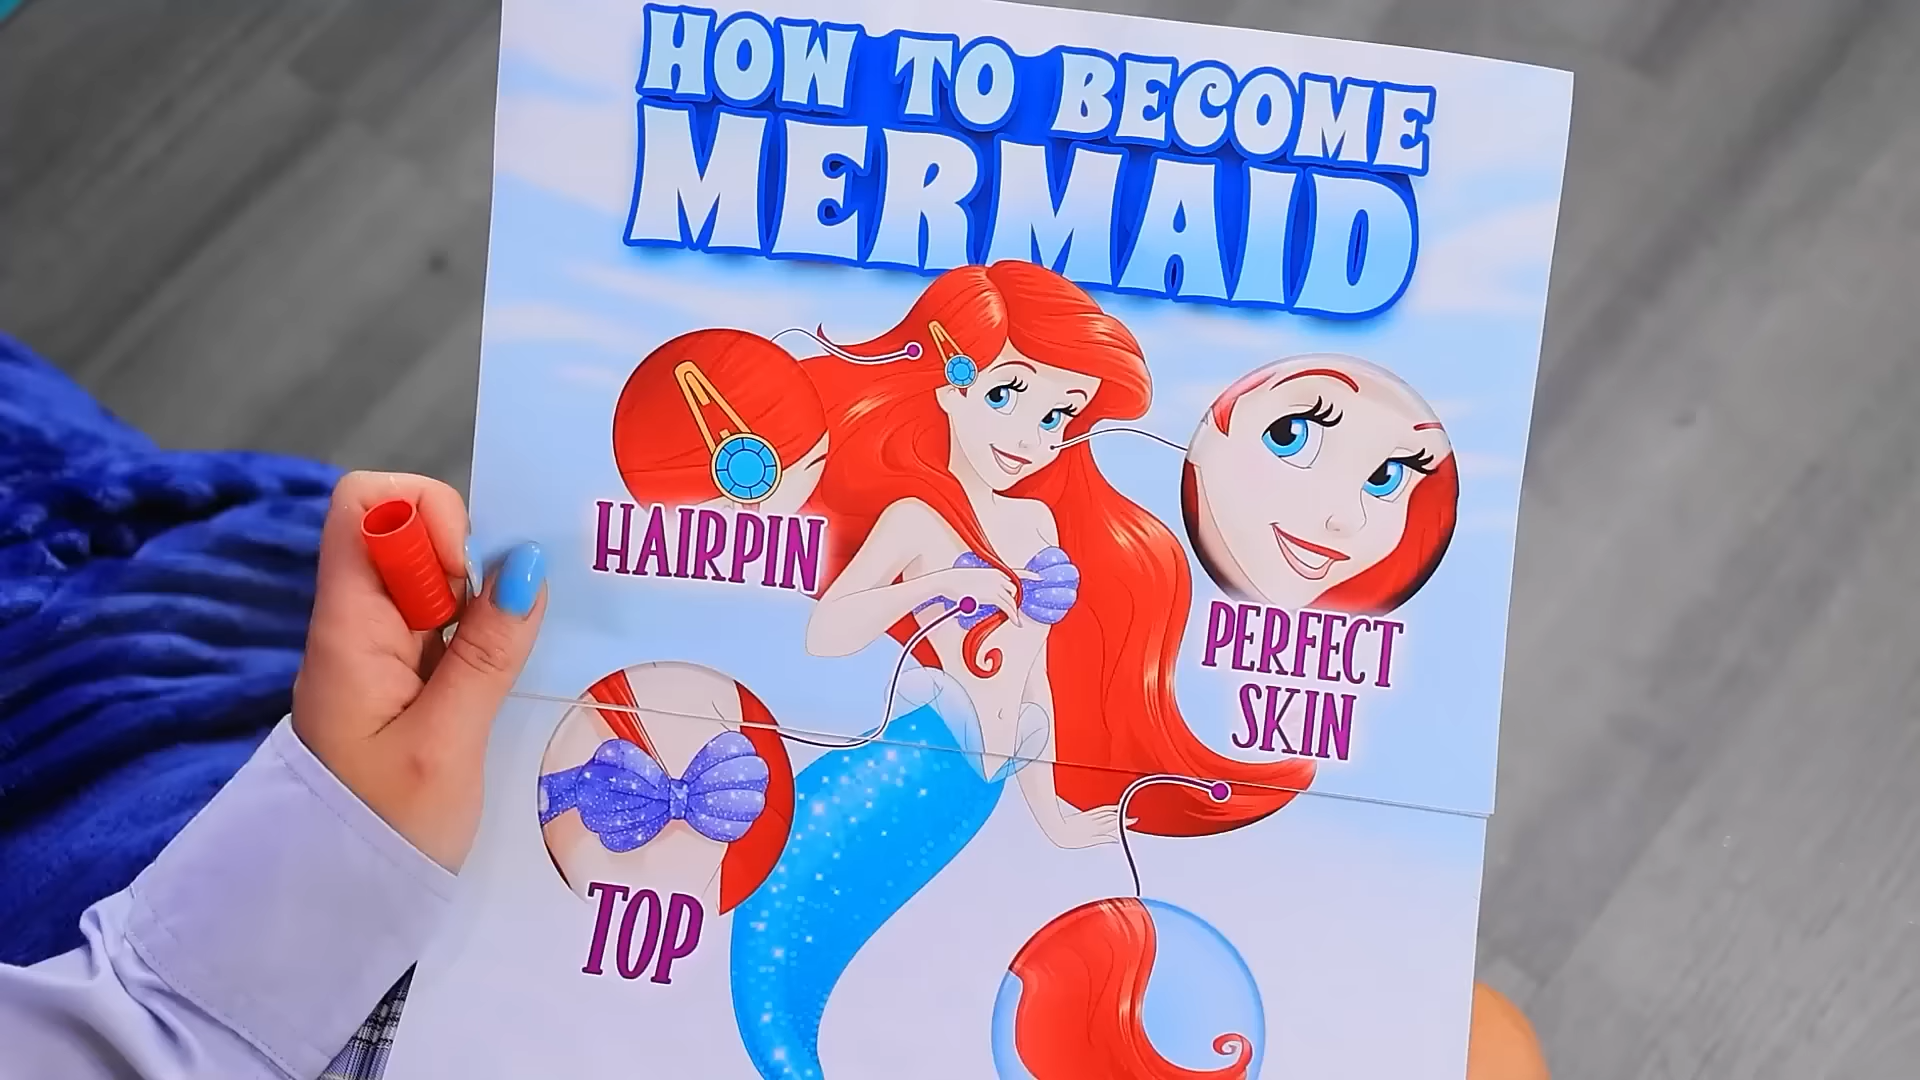 HOW TO BECOME
MERMAID
HAIRPIN
PERFECT
SKIN
TOP